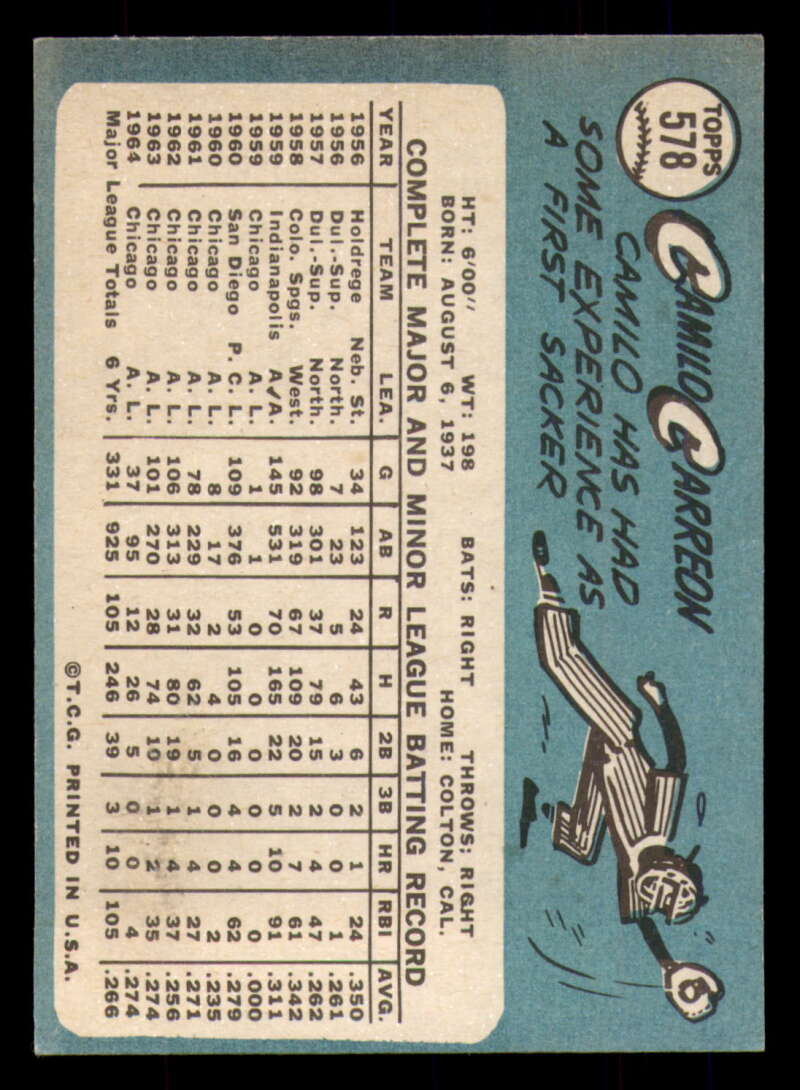 TOPPS
578
CAMILO CARREON
CAMILO HAS HAD
SOME EXPERIENCE AS
A FIRST SACKER
HT: 6'00" WT: 198 BATS: RIGHT THROWS: RIGHT
BORN: AUGUST 6, 1937 HOME: COLTON, CAL.
COMPLETE MAJOR AND MINOR LEAGUE BATTING RECORD
YEAR TEAM LEA. G AB R H 2B 3B HR RBI AVG.
1956 Holdrege Neb. St. 34 123 24 43 6 2 1 24 .350
1956 Dul.-Sup. North. 7 23 5 6 3 0 0 1 .261
1957 Dul.-Sup. North. 98 301 37 79 15 2 4 47 .262
1958 Colo. Spgs. West. 92 319 67 109 20 2 7 61 .342
1959 Indianapolis A.A. 145 531 70 165 22 5 10 91 .311
1959 Chicago A. L. 1 1 0 0 0 0 0 0 .000
1960 San Diego P. C. L. 109 376 53 105 16 4 4 62 .279
1960 Chicago A. L. 8 17 2 4 0 0 0 2 .235
1961 Chicago A. L. 78 229 32 62 5 1 4 27 .271
1962 Chicago A. L. 106 313 31 80 19 1 4 37 .256
1963 Chicago A. L. 101 270 28 74 10 1 2 35 .274
1964 Chicago A. L. 37 95 12 26 5 0 0 4 .274
Major League Totals 6 Yrs. 331 925 105 246 39 3 10 105 .266
©T.C.G. PRINTED IN U.S.A.